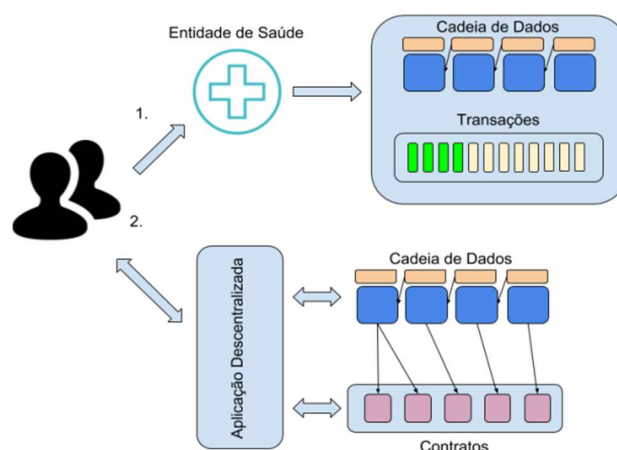 Entidade de Saúde
Cadeia de Dados
1.
Transações
2.
Aplicação Descentralizada
Cadeia de Dados
Contratos